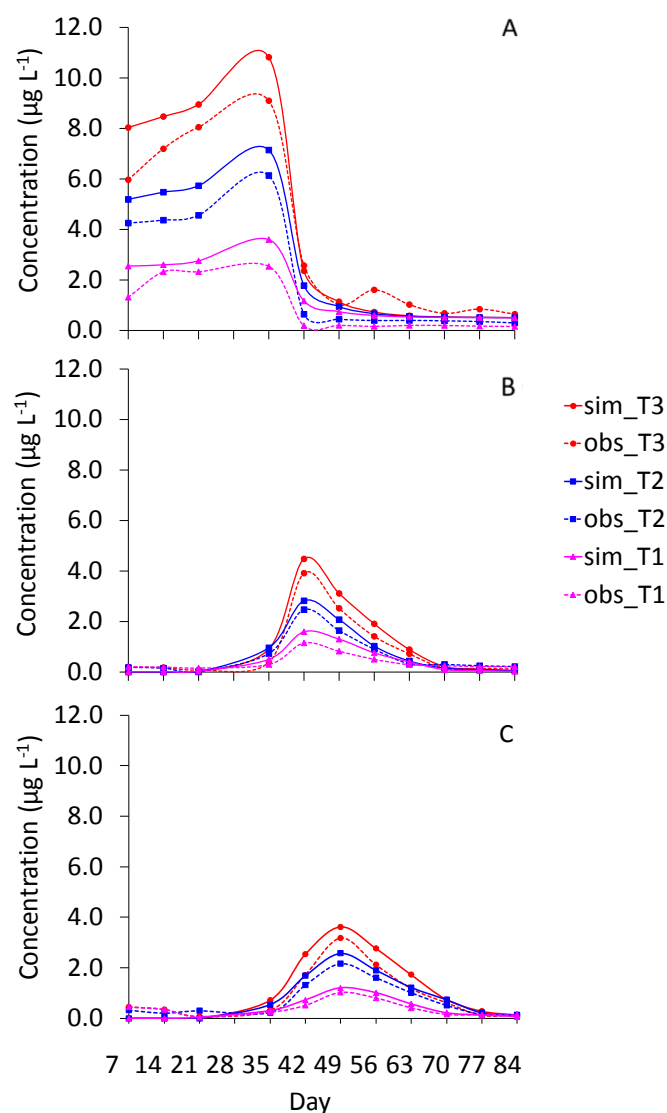 A
12.0
10.0
8.0
6.0
4.0
2.0
0.0
Concentration (µg L-1)
B
12.0
10.0
8.0
6.0
4.0
2.0
0.0
Concentration (µg L-1)
sim_T3
obs_T3
sim_T2
obs_T2
sim_T1
obs_T1
C
12.0
10.0
8.0
6.0
4.0
2.0
0.0
Concentration (µg L-1)
7 14 21 28 35 42 49 56 63 70 77 84
Day